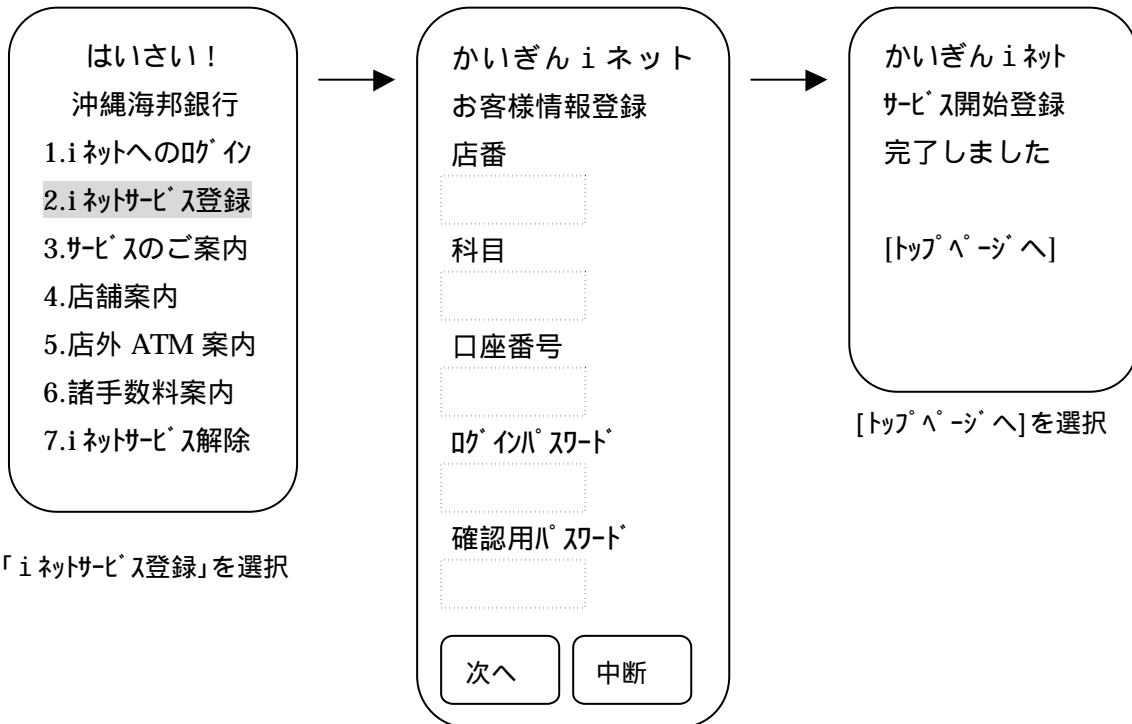 はいさい！
沖縄海邦銀行
1.iﾈｯﾄへのﾛｸﾞｲﾝ
2.iﾈｯﾄｻｰﾋﾞｽ登録
3.ｻｰﾋﾞｽのご案内
4.店舗案内
5.店外 ATM 案内
6.諸手数料案内
7.iﾈｯﾄｻｰﾋﾞｽ解除
「ｉﾈｯﾄｻｰﾋﾞｽ登録」を選択
かいぎんｉネット
お客様情報登録
店番
科目
口座番号
ﾛｸﾞｲﾝﾊﾟｽﾜｰﾄﾞ
確認用ﾊﾟｽﾜｰﾄﾞ
次へ
中断
かいぎんｉﾈｯﾄ
ｻｰﾋﾞｽ開始登録
完了しました
[ﾄｯﾌﾟﾍﾟｰｼﾞへ]
[ﾄｯﾌﾟﾍﾟｰｼﾞへ]を選択